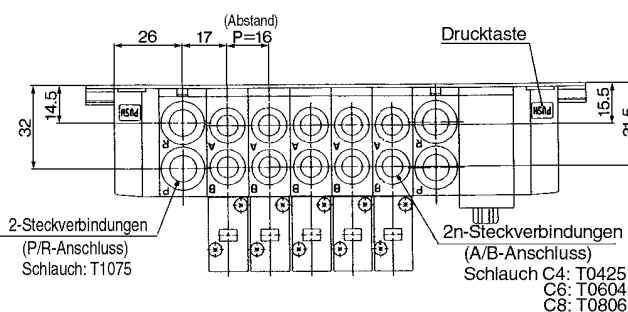 (Abstand)
26
17
P=16
Drucktaste
14.5
32
15.5
PUSH
PUSH
R
A
A
A
A
A
R
P
B
B
B
B
B
P
2-Steckverbindungen
(P/R-Anschluss)
Schlauch: T1075
2n-Steckverbindungen
(A/B-Anschluss)
Schlauch C4: T0425
C6: T0604
C8: T0806